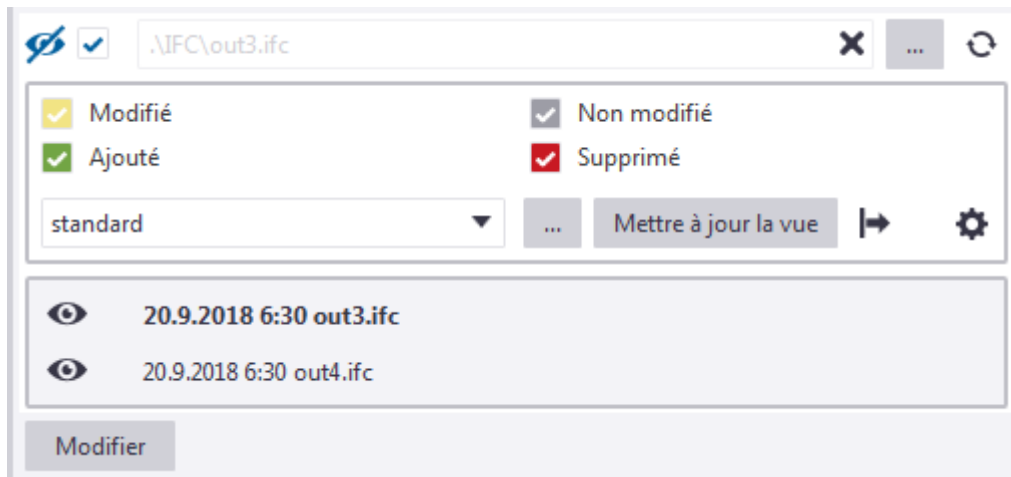 .\IFC\out3.ifc ...
Modifié Non modifié
Ajouté Supprimé
standard ... Mettre à jour la vue
20.9.2018 6:30 out3.ifc
20.9.2018 6:30 out4.ifc
Modifier